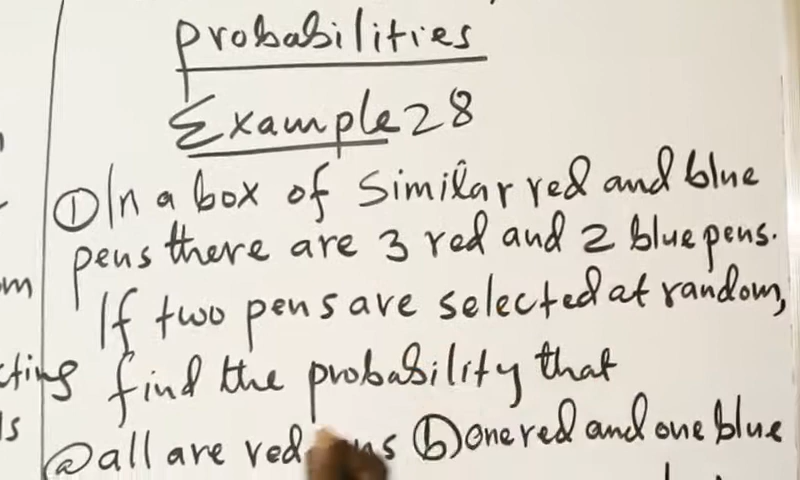 probabilities
Example 28
① In a box of similar red and blue
pens there are 3 red and 2 blue pens.
If two pens are selected at random,
find the probability that
ⓐ all are red ⓑ one red and one blue